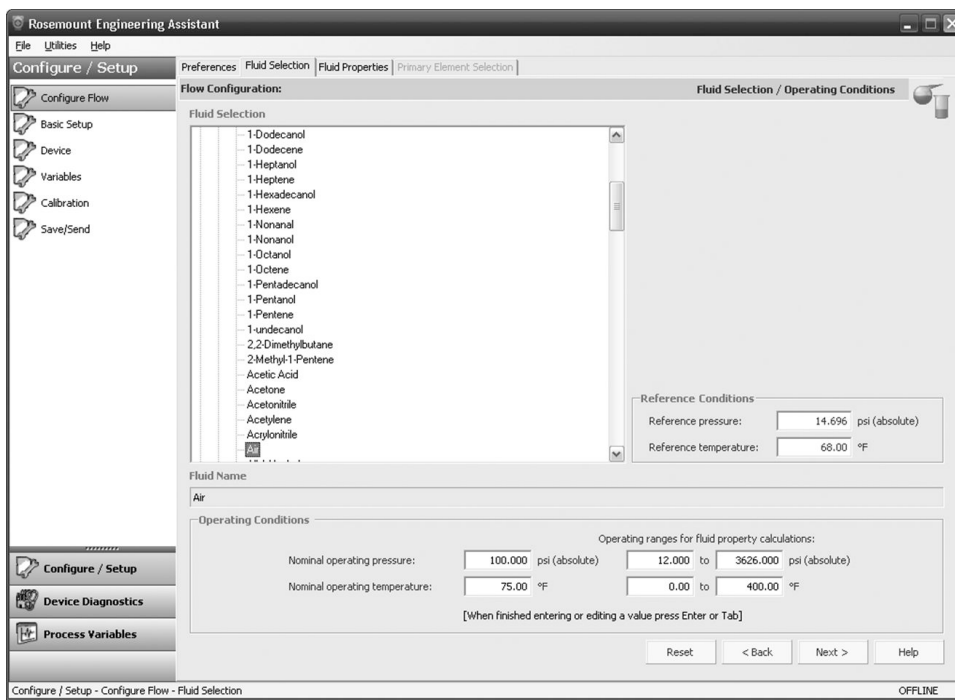 Rosemount Engineering Assistant
File Utilities Help
Configure / Setup
Preferences Fluid Selection Fluid Properties Primary Element Selection
Configure Flow
Basic Setup
Device
Variables
Calibration
Save/Send
Flow Configuration: Fluid Selection / Operating Conditions
Fluid Selection
1-Dodecanol
1-Dodecene
1-Heptanol
1-Heptene
1-Hexadecanol
1-Hexene
1-Nonanal
1-Nonanol
1-Octanol
1-Octene
1-Pentadecanol
1-Pentanol
1-Pentene
1-undecanol
2,2-Dimethylbutane
2-Methyl-1-Pentene
Acetic Acid
Acetone
Acetonitrile
Acetylene
Acrylonitrile
Air
Reference Conditions
Reference pressure: 14.696 psi (absolute)
Reference temperature: 68.00 °F
Fluid Name
Air
Operating Conditions
Operating ranges for fluid property calculations:
Nominal operating pressure: 100.000 psi (absolute) 12.000 to 3626.000 psi (absolute)
Nominal operating temperature: 75.00 °F 0.00 to 400.00 °F
[When finished entering or editing a value press Enter or Tab]
Configure / Setup
Device Diagnostics
Process Variables
Reset < Back Next > Help
Configure / Setup - Configure Flow - Fluid Selection OFFLINE